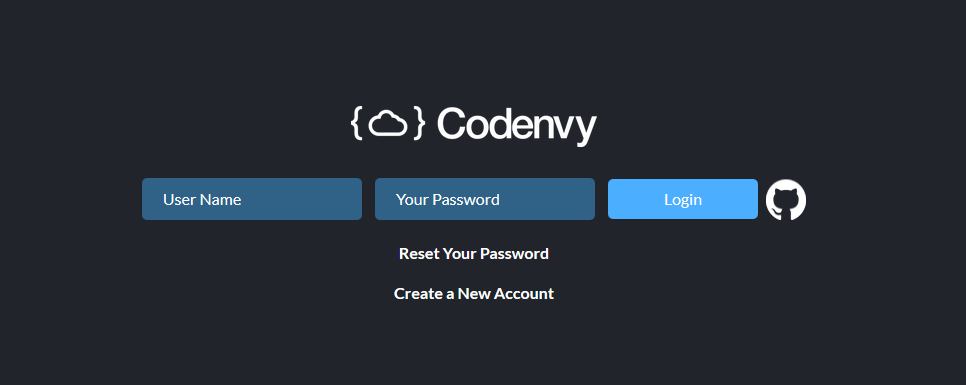 { } Codenvy
User Name Your Password Login
Reset Your Password
Create a New Account